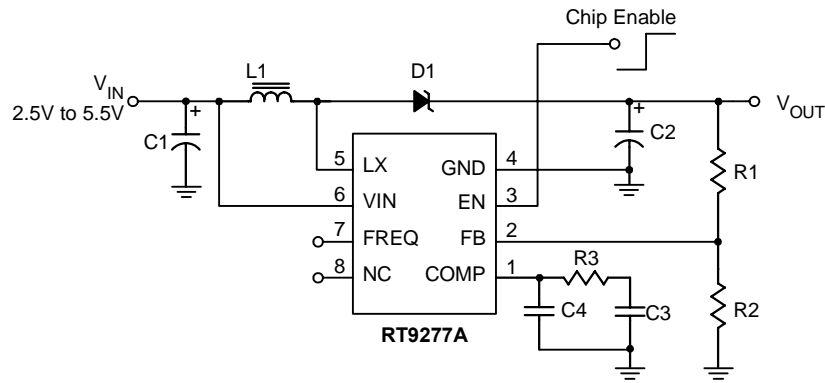 Chip Enable
V_IN
2.5V to 5.5V
L1
D1
V_OUT
+
+
C1
C2
R1
5 LX GND 4
6 VIN EN 3
7 FREQ FB 2
8 NC COMP 1
R3
C4
C3
R2
RT9277A